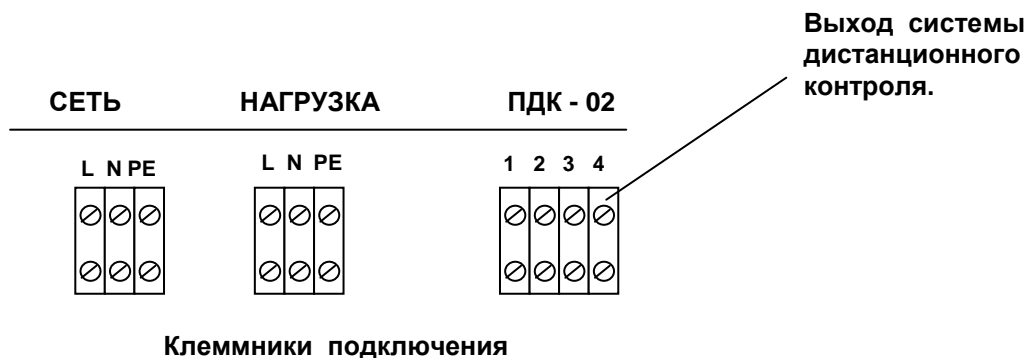 Выход системы
дистанционного
контроля.
СЕТЬ НАГРУЗКА ПДК - 02
L N PE L N PE 1 2 3 4
Клеммники подключения